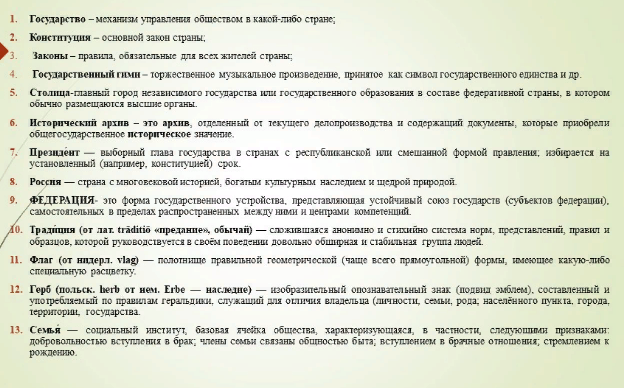 1. Государство – механизм управления обществом в какой-либо стране;
2. Конституция – основной закон страны;
3. Законы – правила, обязательные для всех жителей страны;
4. Государственный гимн – торжественное музыкальное произведение, принятое как символ государственного единства и др.
5. Столица-главный город независимого государства или государственного образования в составе федеративной страны, в котором
обычно размещаются высшие органы.
6. Исторический архив – это архив, отделенный от текущего делопроизводства и содержащий документы, которые приобрели
общегосударственное историческое значение.
7. Президе́нт — выборный глава государства в странах с республиканской или смешанной формой правления; избирается на
установленный (например, конституцией) срок.
8. Россия — страна с многовековой историей, богатым культурным наследием и щедрой природой.
9. ФЕДЕРАЦИЯ- это форма государственного устройства, представляющая устойчивый союз государств (субъектов федерации),
самостоятельных в пределах распространенных между ними и центрами компетенций.
10. Тради́ция (от лат. trāditiō «предание», обычай) — сложившаяся анонимно и стихийно система норм, представлений, правил и
образцов, которой руководствуется в своём поведении довольно обширная и стабильная группа людей.
11. Флаг (от нидерл. vlag) — полотнище правильной геометрической (чаще всего прямоугольной) формы, имеющее какую-либо
специальную расцветку.
12. Герб (польск. herb от нем. Erbe — наследие) — изобразительный опознавательный знак (подвид эмблем), составленный и
употребляемый по правилам геральдики, служащий для отличия владельца (личности, семьи, рода; населённого пункта, города,
территории, государства.
13. Семья́ — социальный институт, базовая ячейка общества, характеризующаяся, в частности, следующими признаками:
добровольностью вступления в брак; члены семьи связаны общностью быта; вступлением в брачные отношения; стремлением к
рождению.